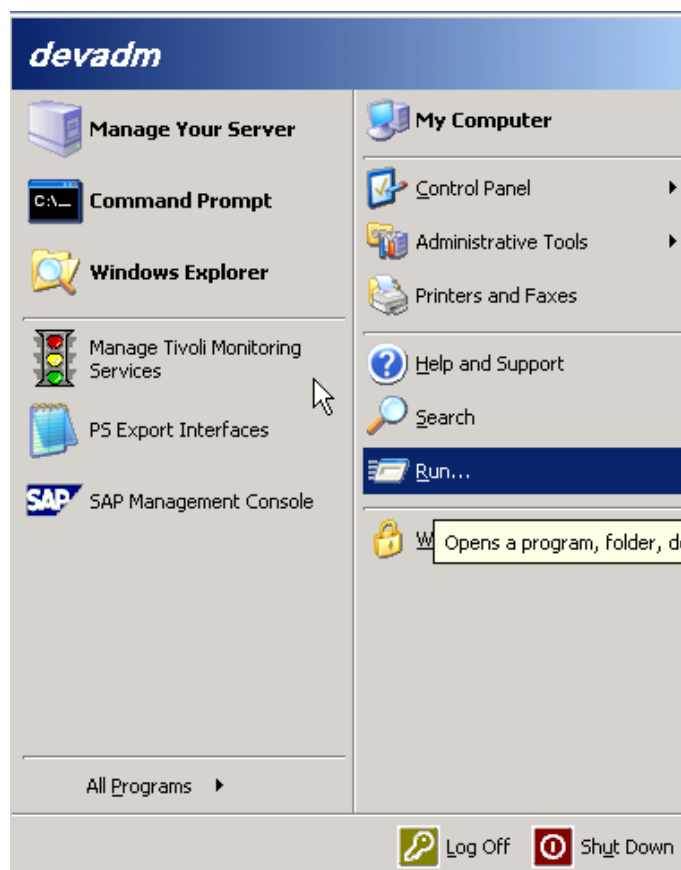 devadm
Manage Your Server
Command Prompt
C:\_
Windows Explorer
Manage Tivoli Monitoring
Services
PS Export Interfaces
SAP
SAP Management Console
All Programs
My Computer
Control Panel
Administrative Tools
Printers and Faxes
Help and Support
Search
Run...
W
Opens a program, folder, d
Log Off
Shut Down